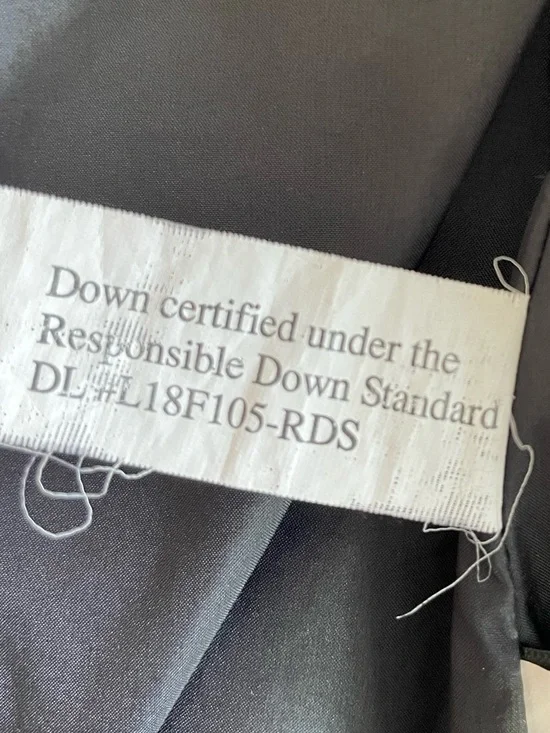 Down certified under the
Responsible Down Standard
DL #L18F105-RDS